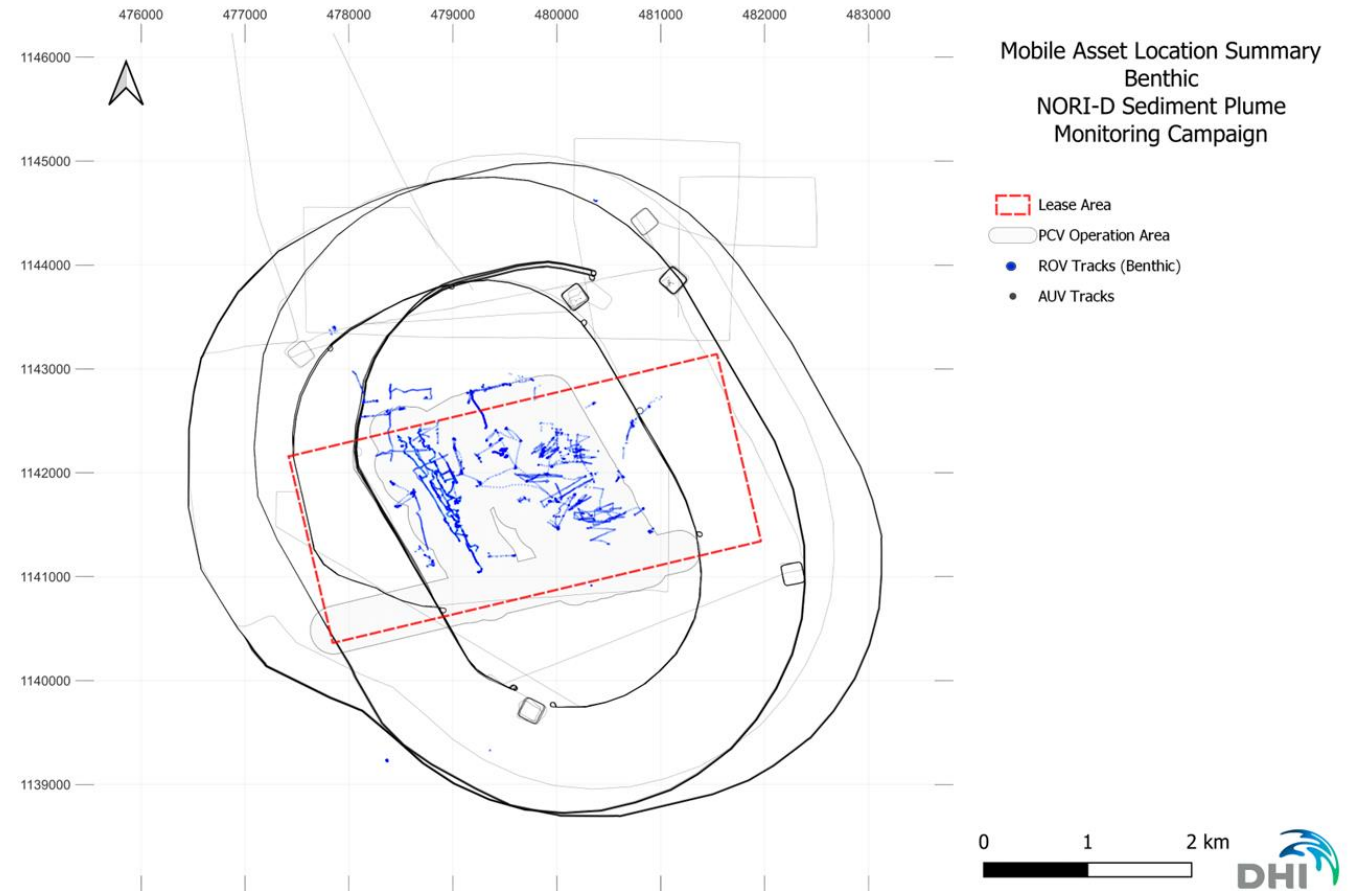 476000 477000 478000 479000 480000 481000 482000 483000
1146000
1145000
1144000
1143000
1142000
1141000
1140000
1139000
Mobile Asset Location Summary
Benthic
NORI-D Sediment Plume
Monitoring Campaign
Lease Area
PCV Operation Area
ROV Tracks (Benthic)
AUV Tracks
0 1 2 km
DHI